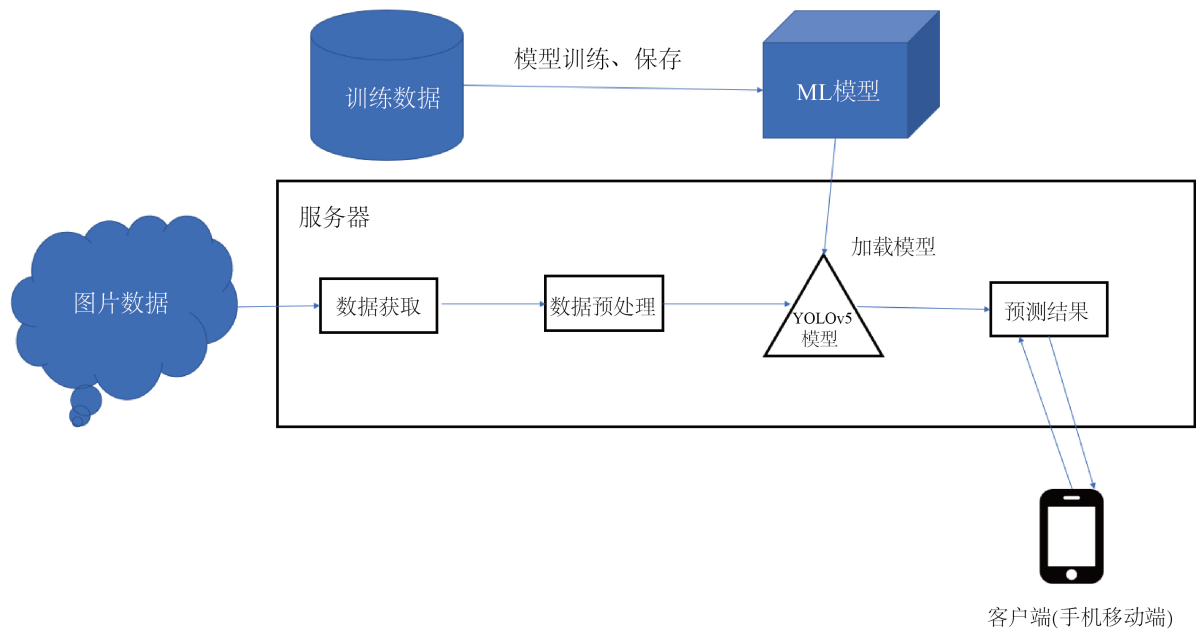 训练数据
模型训练、保存
ML模型
服务器
加载模型
图片数据
数据获取
数据预处理
YOLOv5
模型
预测结果
客户端(手机移动端)